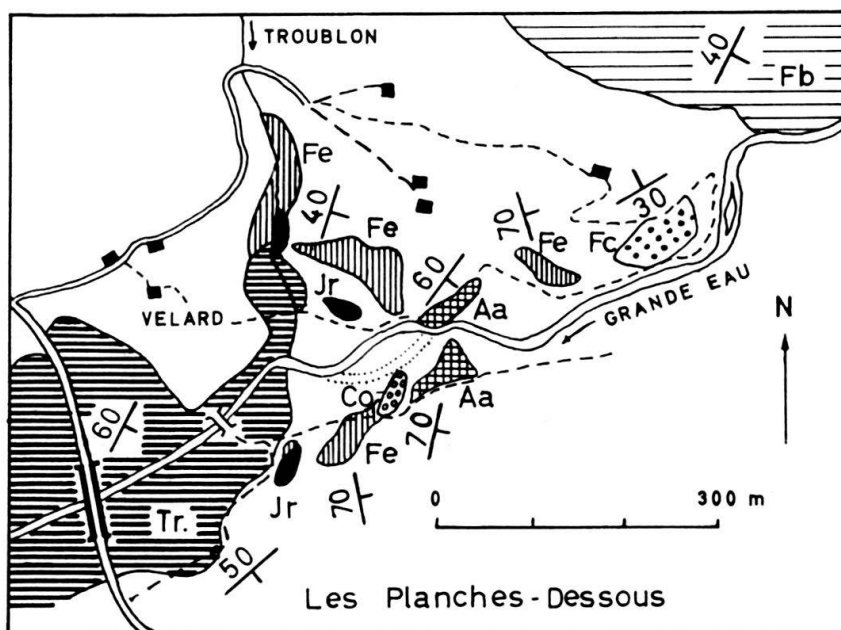 TROUBLON
40
Fb
Fe
40
Fe
70
Fe
30
Fc
60
Jr
Aa
GRANDE EAU
N
VELARD
Co
Aa
60
70
Fe
Tr.
Jr
70
50
0 300 m
Les Planches-Dessous